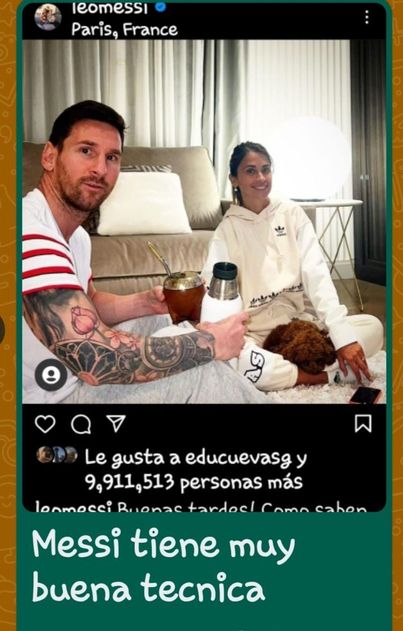 leomessi
Paris, France
Le gusta a educuevasg y
9,911,513 personas más
leomessi Buenas tardes! Como saben
Messi tiene muy
buena tecnica